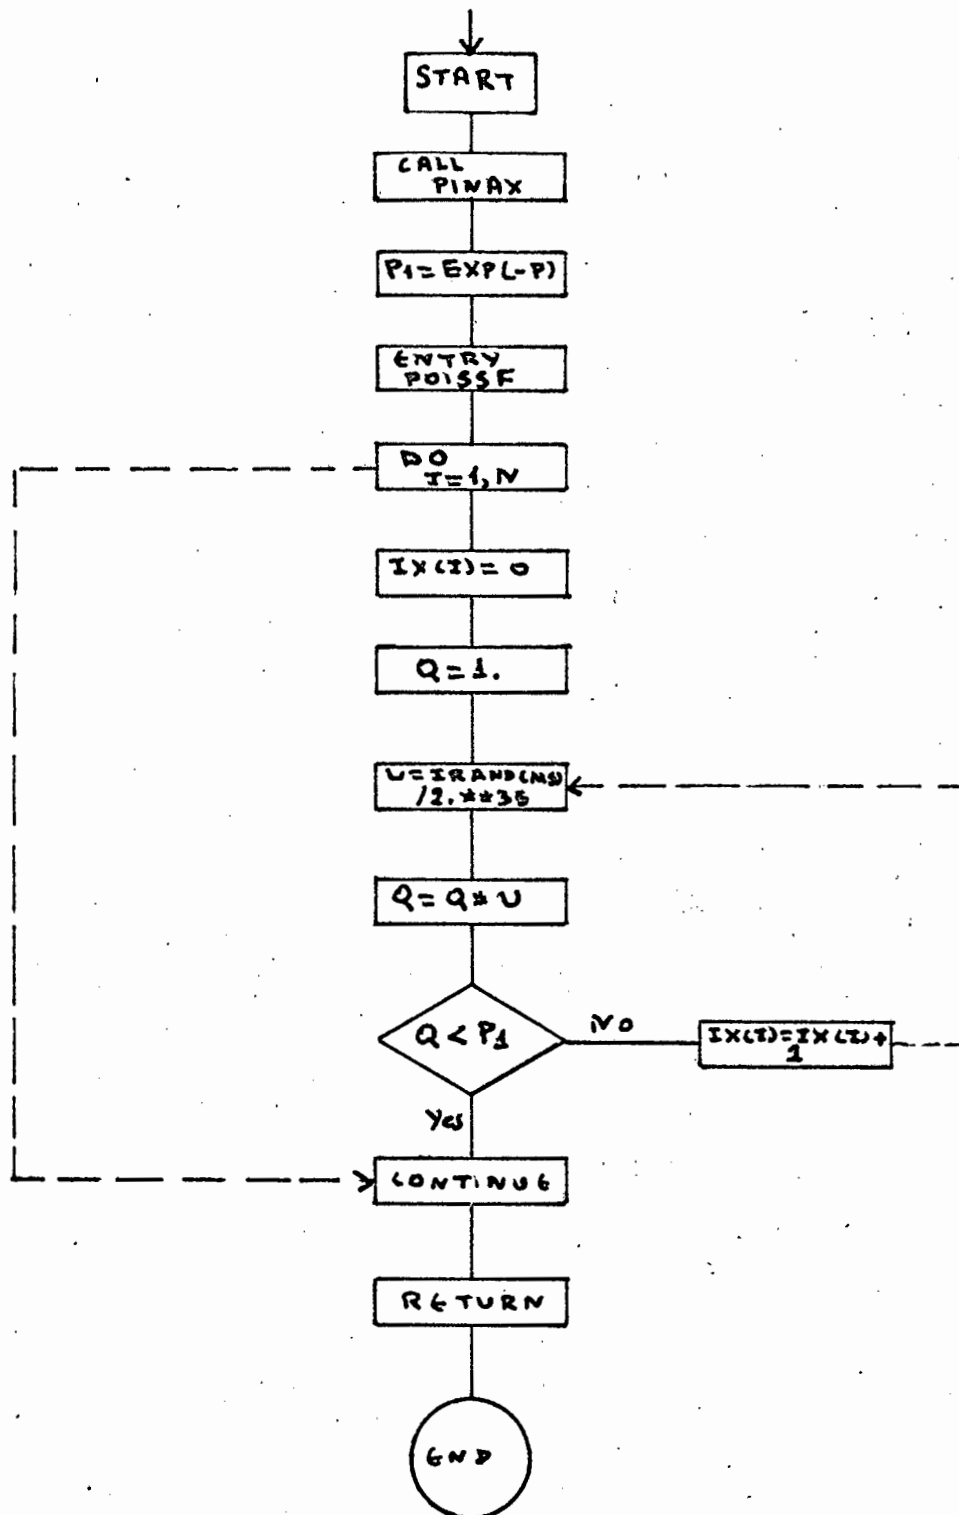 START
CALL
PINAX
P1=EXP(-P)
ENTRY
POISSF
DO
I=1,N
IX(I)=0
Q=1.
U=IRAND(MS)
/2.**35
Q=Q*U
Q<P1
NO
IX(I)=IX(I)+
1
Yes
CONTINUE
RETURN
END